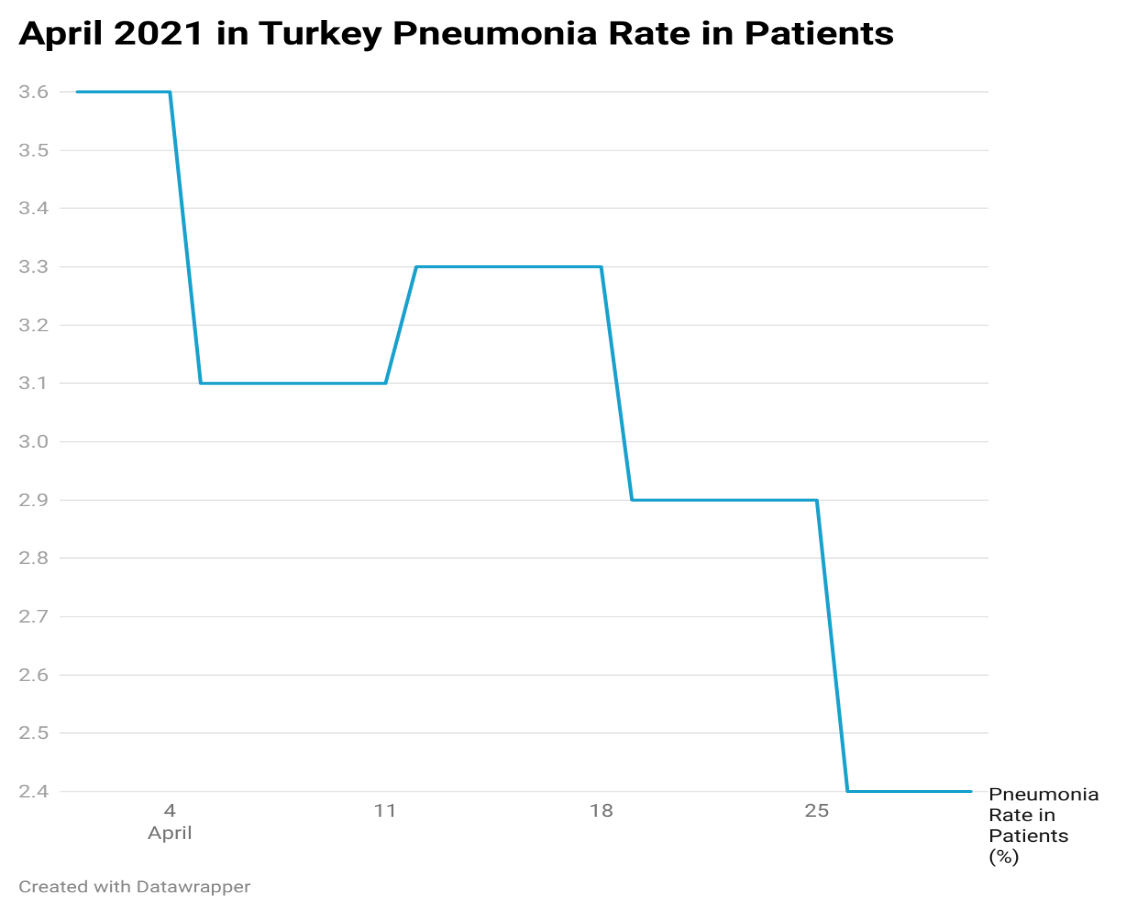 April 2021 in Turkey Pneumonia Rate in Patients
3.6
3.5
3.4
3.3
3.2
3.1
3.0
2.9
2.8
2.7
2.6
2.5
2.4
4 11 18 25
April
Pneumonia
Rate in
Patients
(%)
Created with Datawrapper